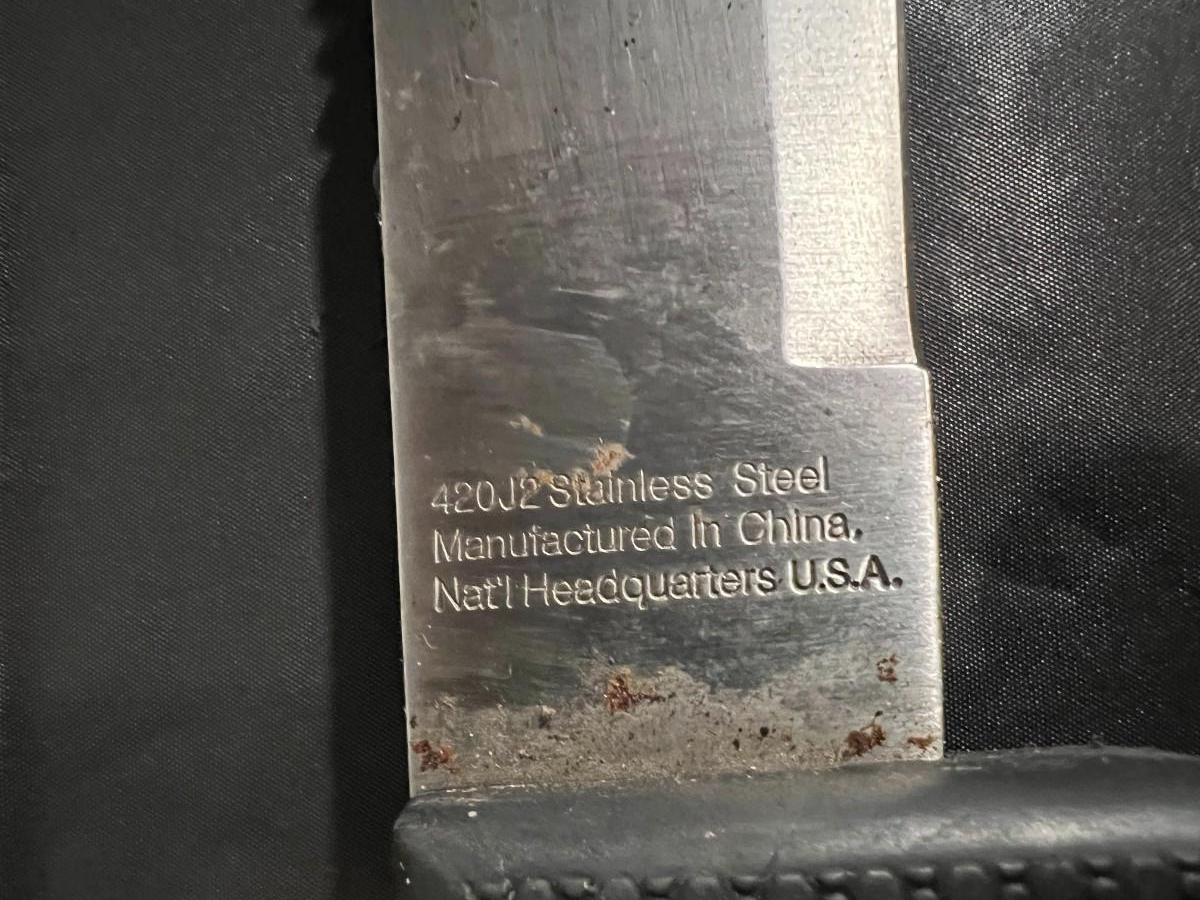 420J2 Stainless Steel
Manufactured In China.
Nat'l Headquarters U.S.A.